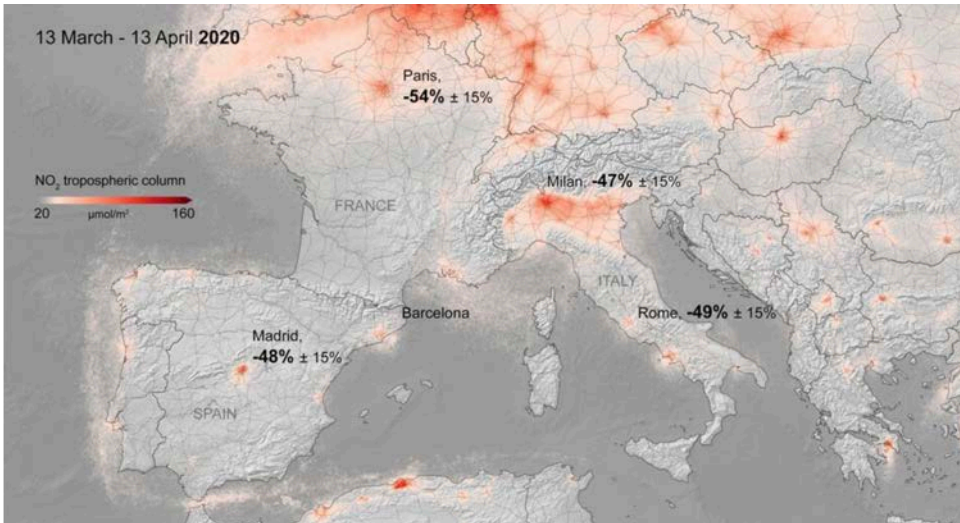 13 March - 13 April 2020
Paris,
-54% ± 15%
NO₂ tropospheric column
20 µmol/m² 160
Milan, -47% ± 15%
FRANCE
ITALY
Barcelona
Rome, -49% ± 15%
Madrid,
-48% ± 15%
SPAIN